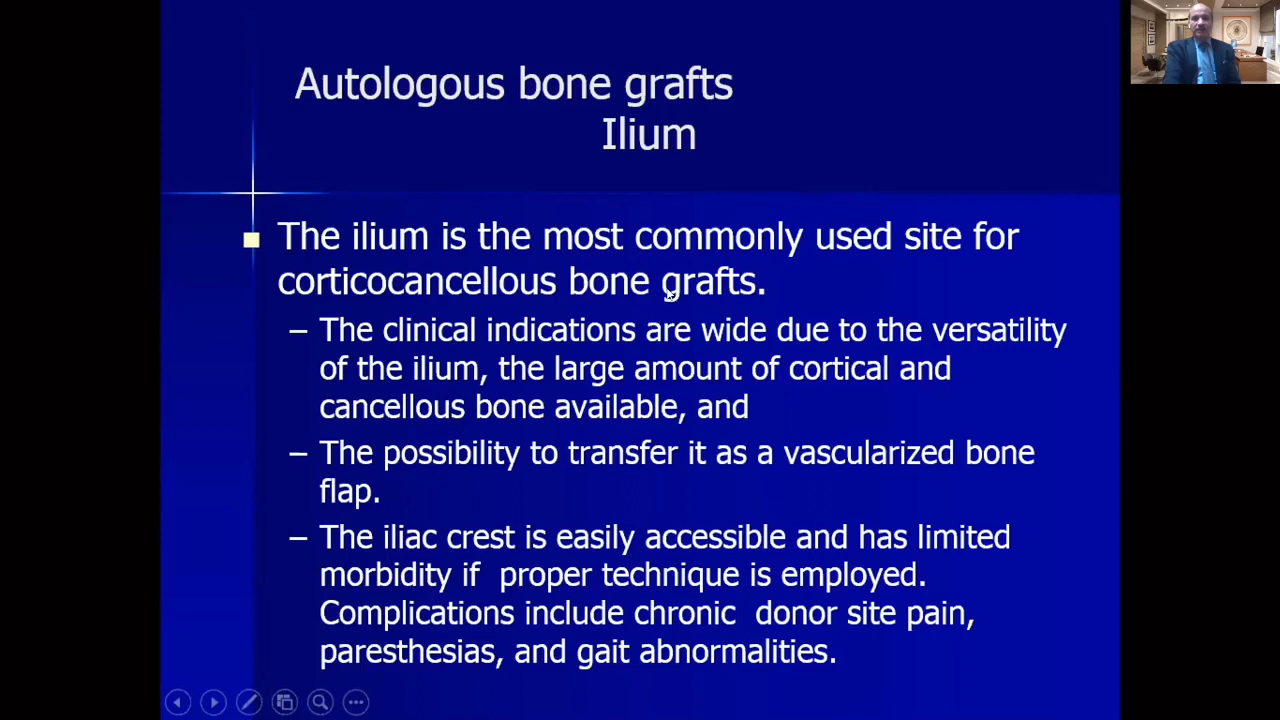 Autologous bone grafts
Ilium
The ilium is the most commonly used site for
corticocancellous bone grafts.
– The clinical indications are wide due to the versatility
of the ilium, the large amount of cortical and
cancellous bone available, and
– The possibility to transfer it as a vascularized bone
flap.
– The iliac crest is easily accessible and has limited
morbidity if  proper technique is employed.
Complications include chronic  donor site pain,
paresthesias, and gait abnormalities.